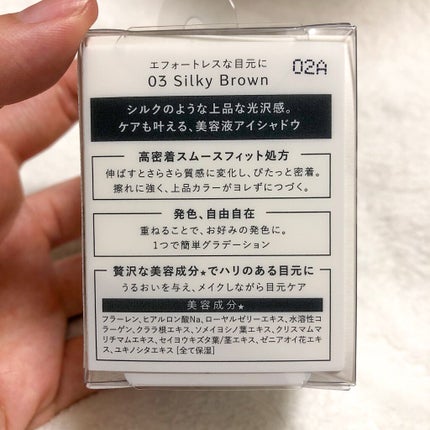 エフォートレスな目元に
03 Silky Brown
02A
シルクのような上品な光沢感。
ケアも叶える、美容液アイシャドウ
高密着スムースフィット処方
伸ばすとさらさら質感に変化し、ぴたっと密着。
擦れに強く、上品カラーがヨレずにつづく。
発色、自由自在
重ねることで、お好みの発色に。
1つで簡単グラデーション
贅沢な美容成分★でハリのある目元に
うるおいを与え、メイクしながら目元ケア
美容成分★
フラーレン、ヒアルロン酸Na、ローヤルゼリーエキス、水溶性コ
ラーゲン、クララ根エキス、ソメイヨシノ葉エキス、クリスマムマ
リチマムエキス、セイヨウキズタ葉/茎エキス、ゼニアオイ花エキ
ス、ユキノシタエキス [全て保湿]